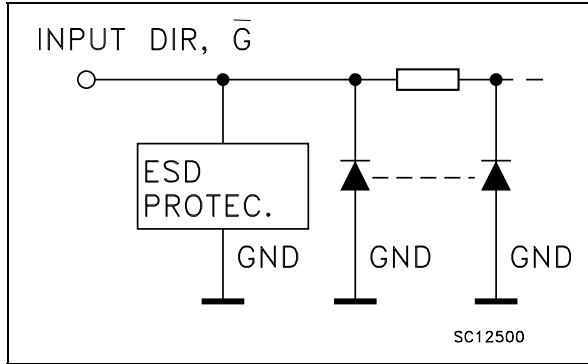 INPUT DIR, G̅
ESD
PROTEC.
GND
GND
GND
SC12500